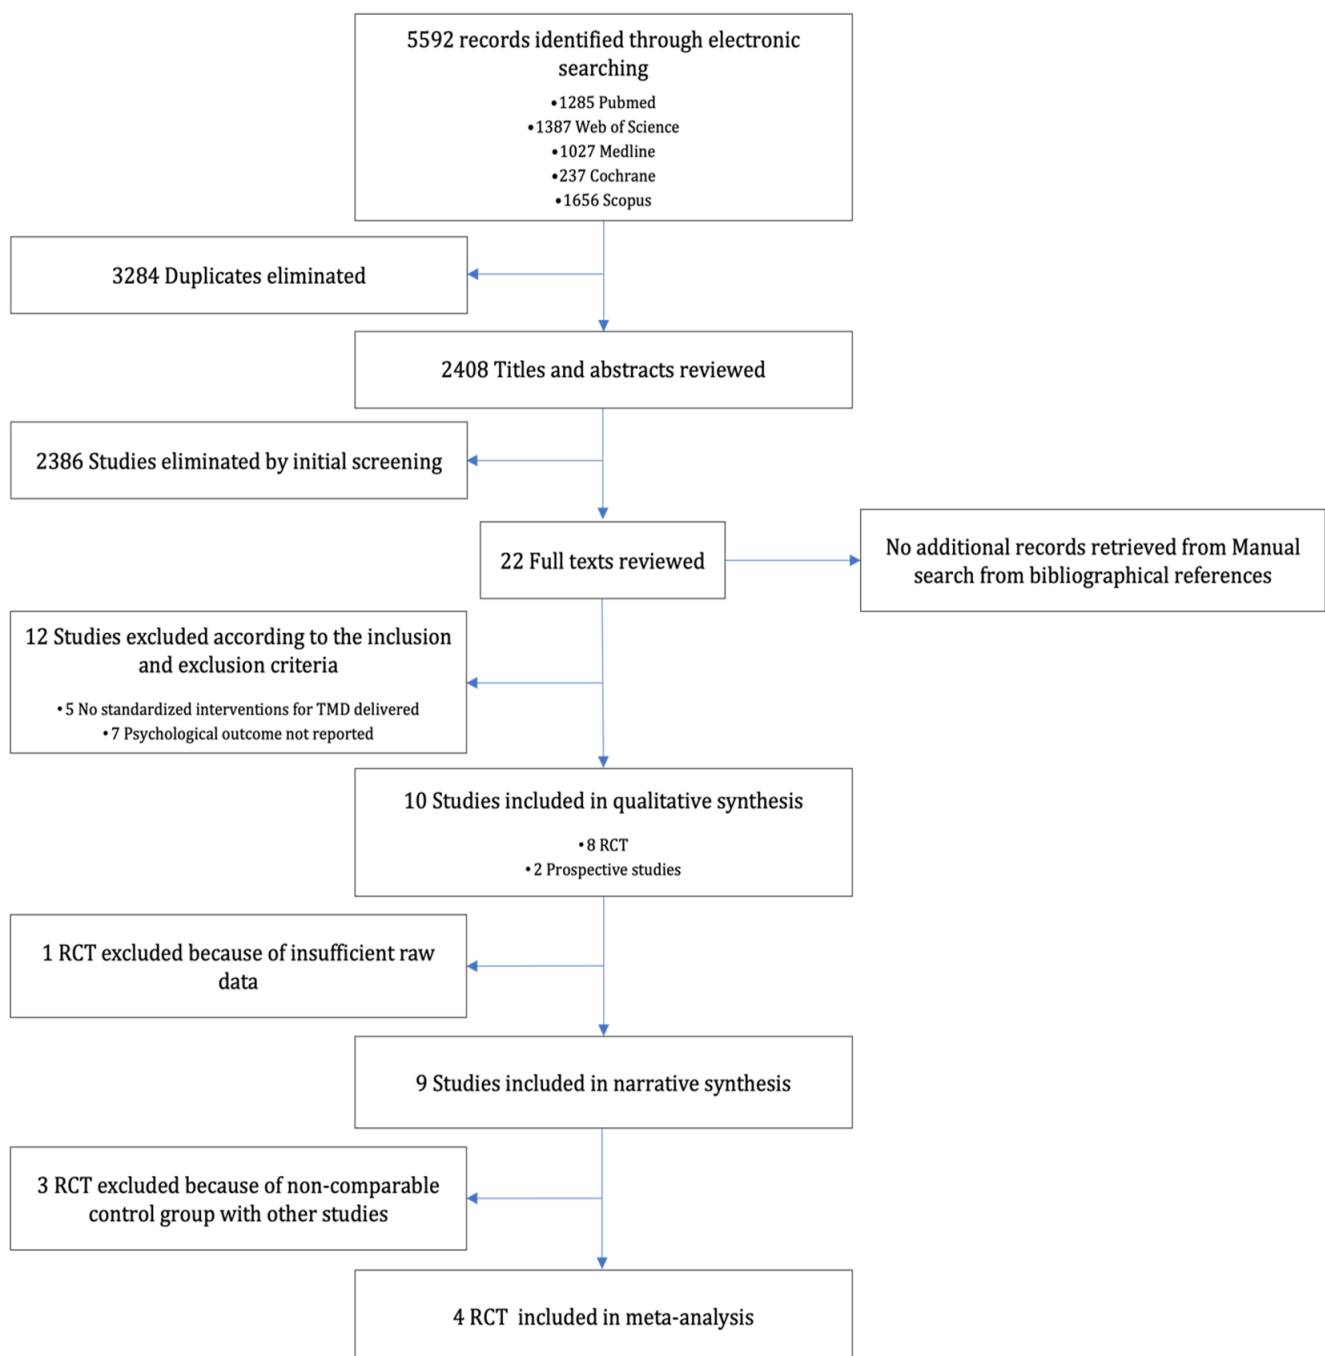 5592 records identified through electronic
searching
•1285 Pubmed
•1387 Web of Science
•1027 Medline
•237 Cochrane
•1656 Scopus
3284 Duplicates eliminated
2408 Titles and abstracts reviewed
2386 Studies eliminated by initial screening
22 Full texts reviewed
No additional records retrieved from Manual
search from bibliographical references
12 Studies excluded according to the inclusion
and exclusion criteria
•5 No standardized interventions for TMD delivered
•7 Psychological outcome not reported
10 Studies included in qualitative synthesis
•8 RCT
•2 Prospective studies
1 RCT excluded because of insufficient raw
data
9 Studies included in narrative synthesis
3 RCT excluded because of non-comparable
control group with other studies
4 RCT included in meta-analysis